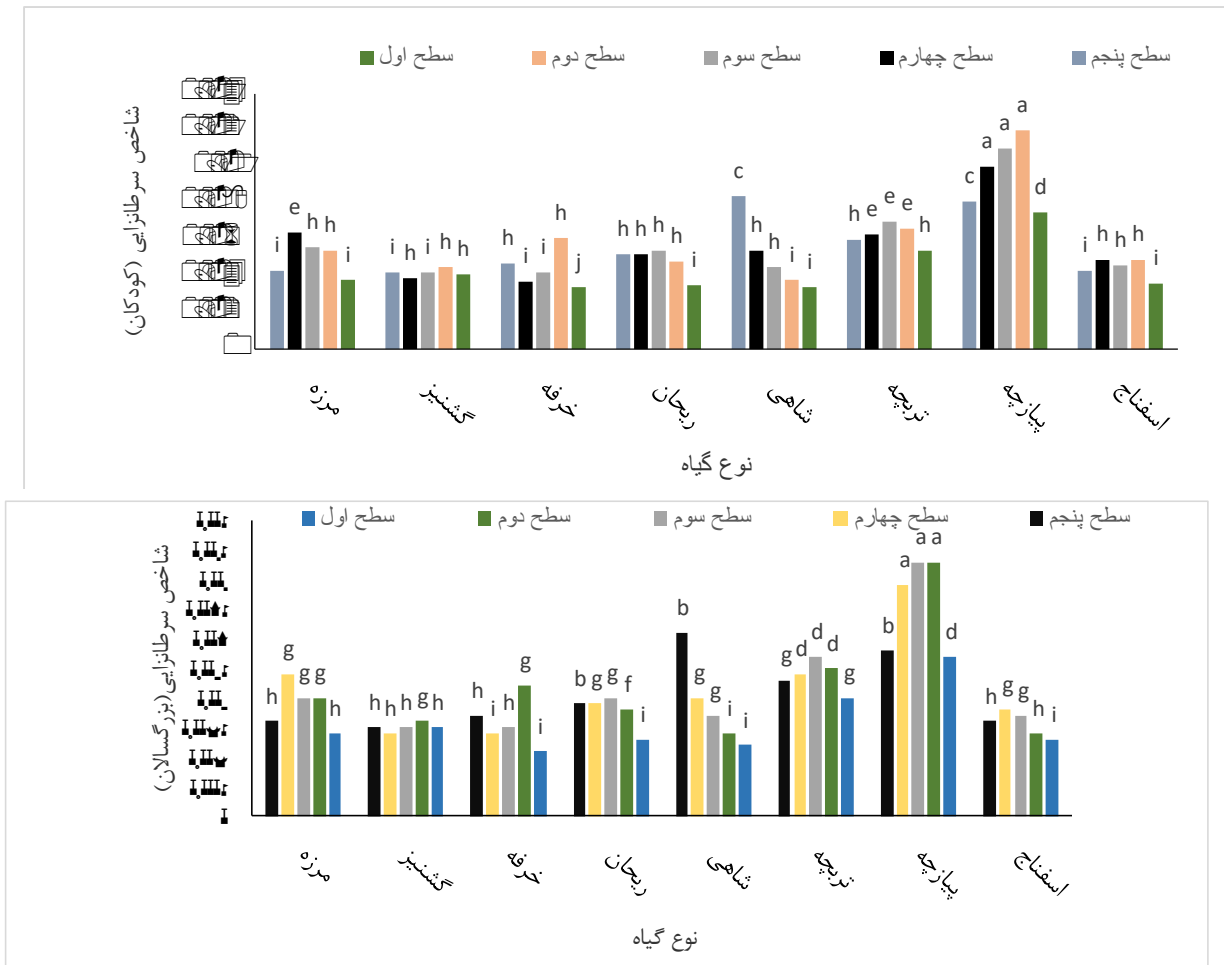 سطح اول سطح دوم سطح سوم سطح چهارم سطح پنجم
شاخص سرطانزایی (کودکان)
i e h h i i h i h h h i i h j h h h h i c h h i i h e e e h c a a a d i h h h i
مرزه گشنیز خرفه ریحان شاهی تربچه پیازچه اسفناج
نوع گیاه
سطح اول سطح دوم سطح سوم سطح چهارم سطح پنجم
شاخص سرطانزایی(بزرگسالان)
h g g g h h h h g h h i h g i b g g f i b g g i i g d d d g b a a a d h g g h i
مرزه گشنیز خرفه ریحان شاهی تربچه پیازچه اسفناج
نوع گیاه